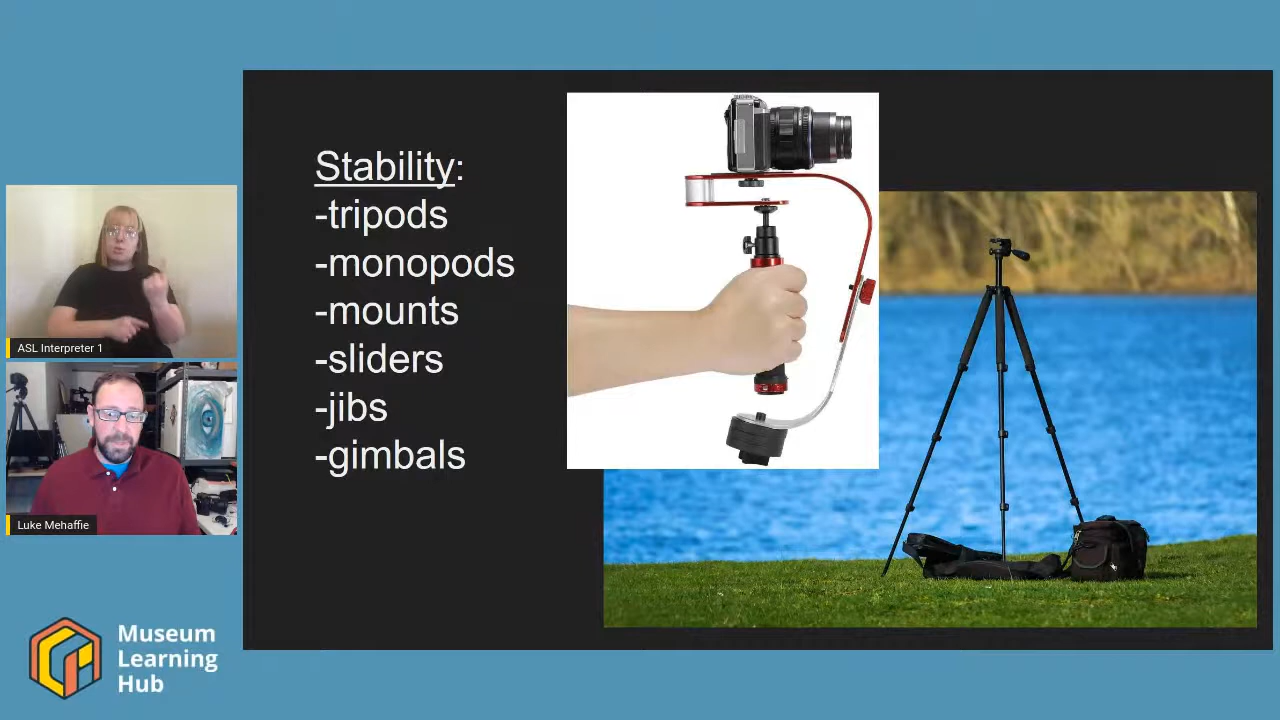 Stability:
-tripods
-monopods
-mounts
-sliders
-jibs
-gimbals
ASL Interpreter 1
Luke Mehaffie
Museum
Learning
Hub